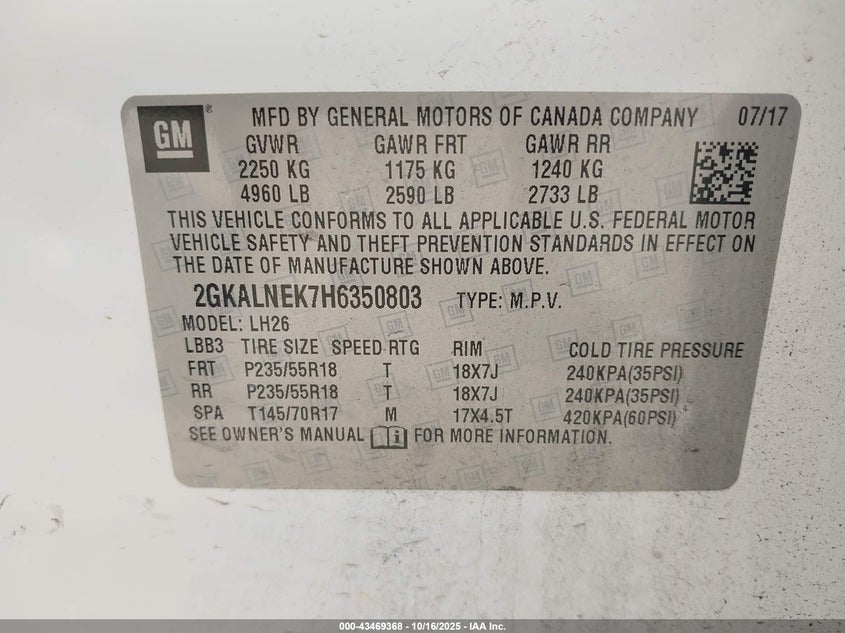 GM ® MFD BY GENERAL MOTORS OF CANADA COMPANY 07/17
GVWR GAWR FRT GAWR RR
2250 KG 1175 KG 1240 KG
4960 LB 2590 LB 2733 LB
THIS VEHICLE CONFORMS TO ALL APPLICABLE U.S. FEDERAL MOTOR
VEHICLE SAFETY AND THEFT PREVENTION STANDARDS IN EFFECT ON
THE DATE OF MANUFACTURE SHOWN ABOVE.
2GKALNEK7H6350803 TYPE: M.P.V.
MODEL: LH26
LBB3 TIRE SIZE SPEED RTG RIM COLD TIRE PRESSURE
FRT P235/55R18 T 18X7J 240KPA(35PSI)
RR P235/55R18 T 18X7J 240KPA(35PSI)
SPA T145/70R17 M 17X4.5T 420KPA(60PSI)
SEE OWNER'S MANUAL FOR MORE INFORMATION.
000-43469368 - 10/16/2025 - IAA Inc.